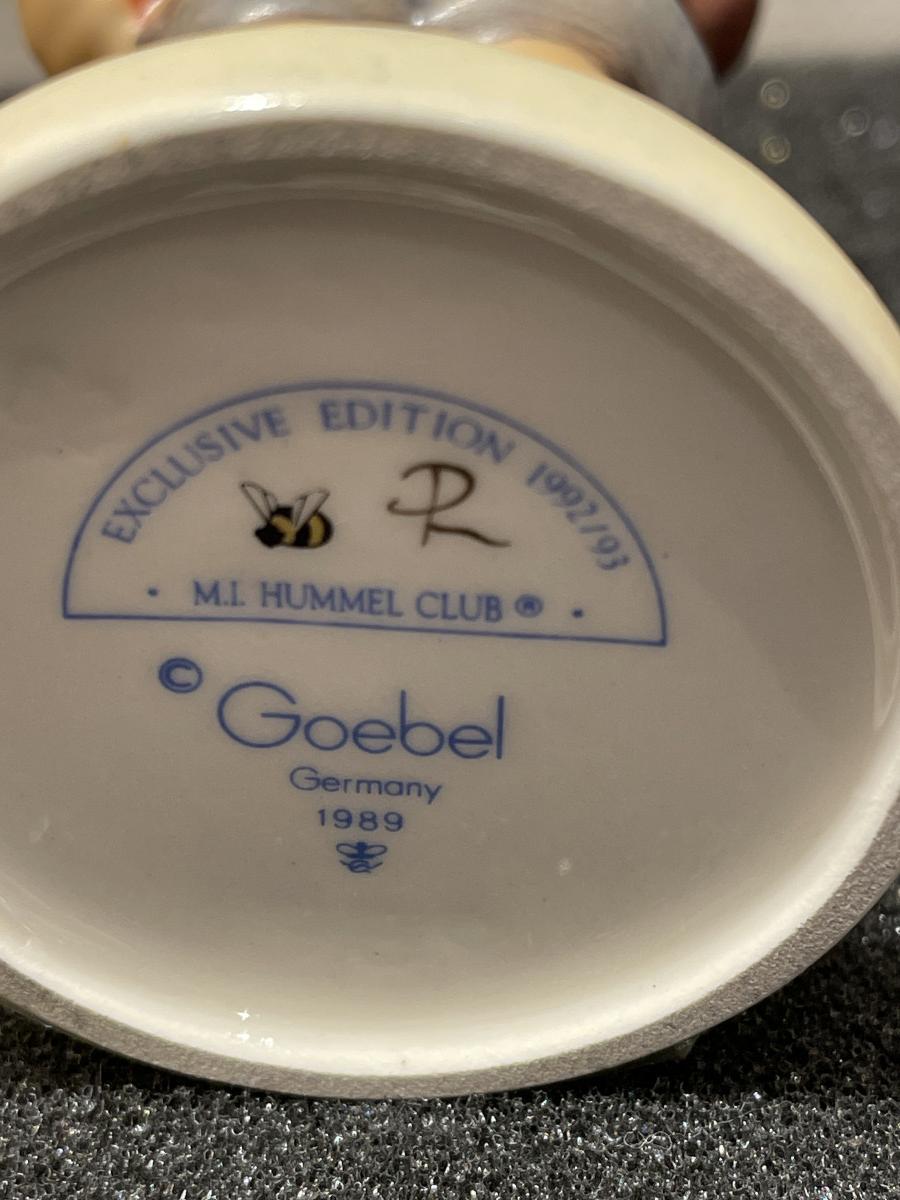 EXCLUSIVE EDITION 1992/93
· M.I. HUMMEL CLUB® ·
© Goebel
Germany
1989